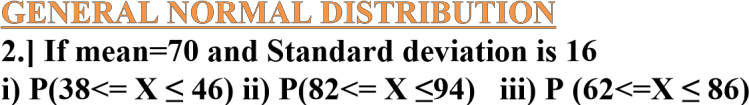 GENERAL NORMAL DISTRIBUTION
2.] If mean=70 and Standard deviation is 16
i) P(38<= X ≤ 46) ii) P(82<= X ≤94) iii) P (62<=X ≤ 86)